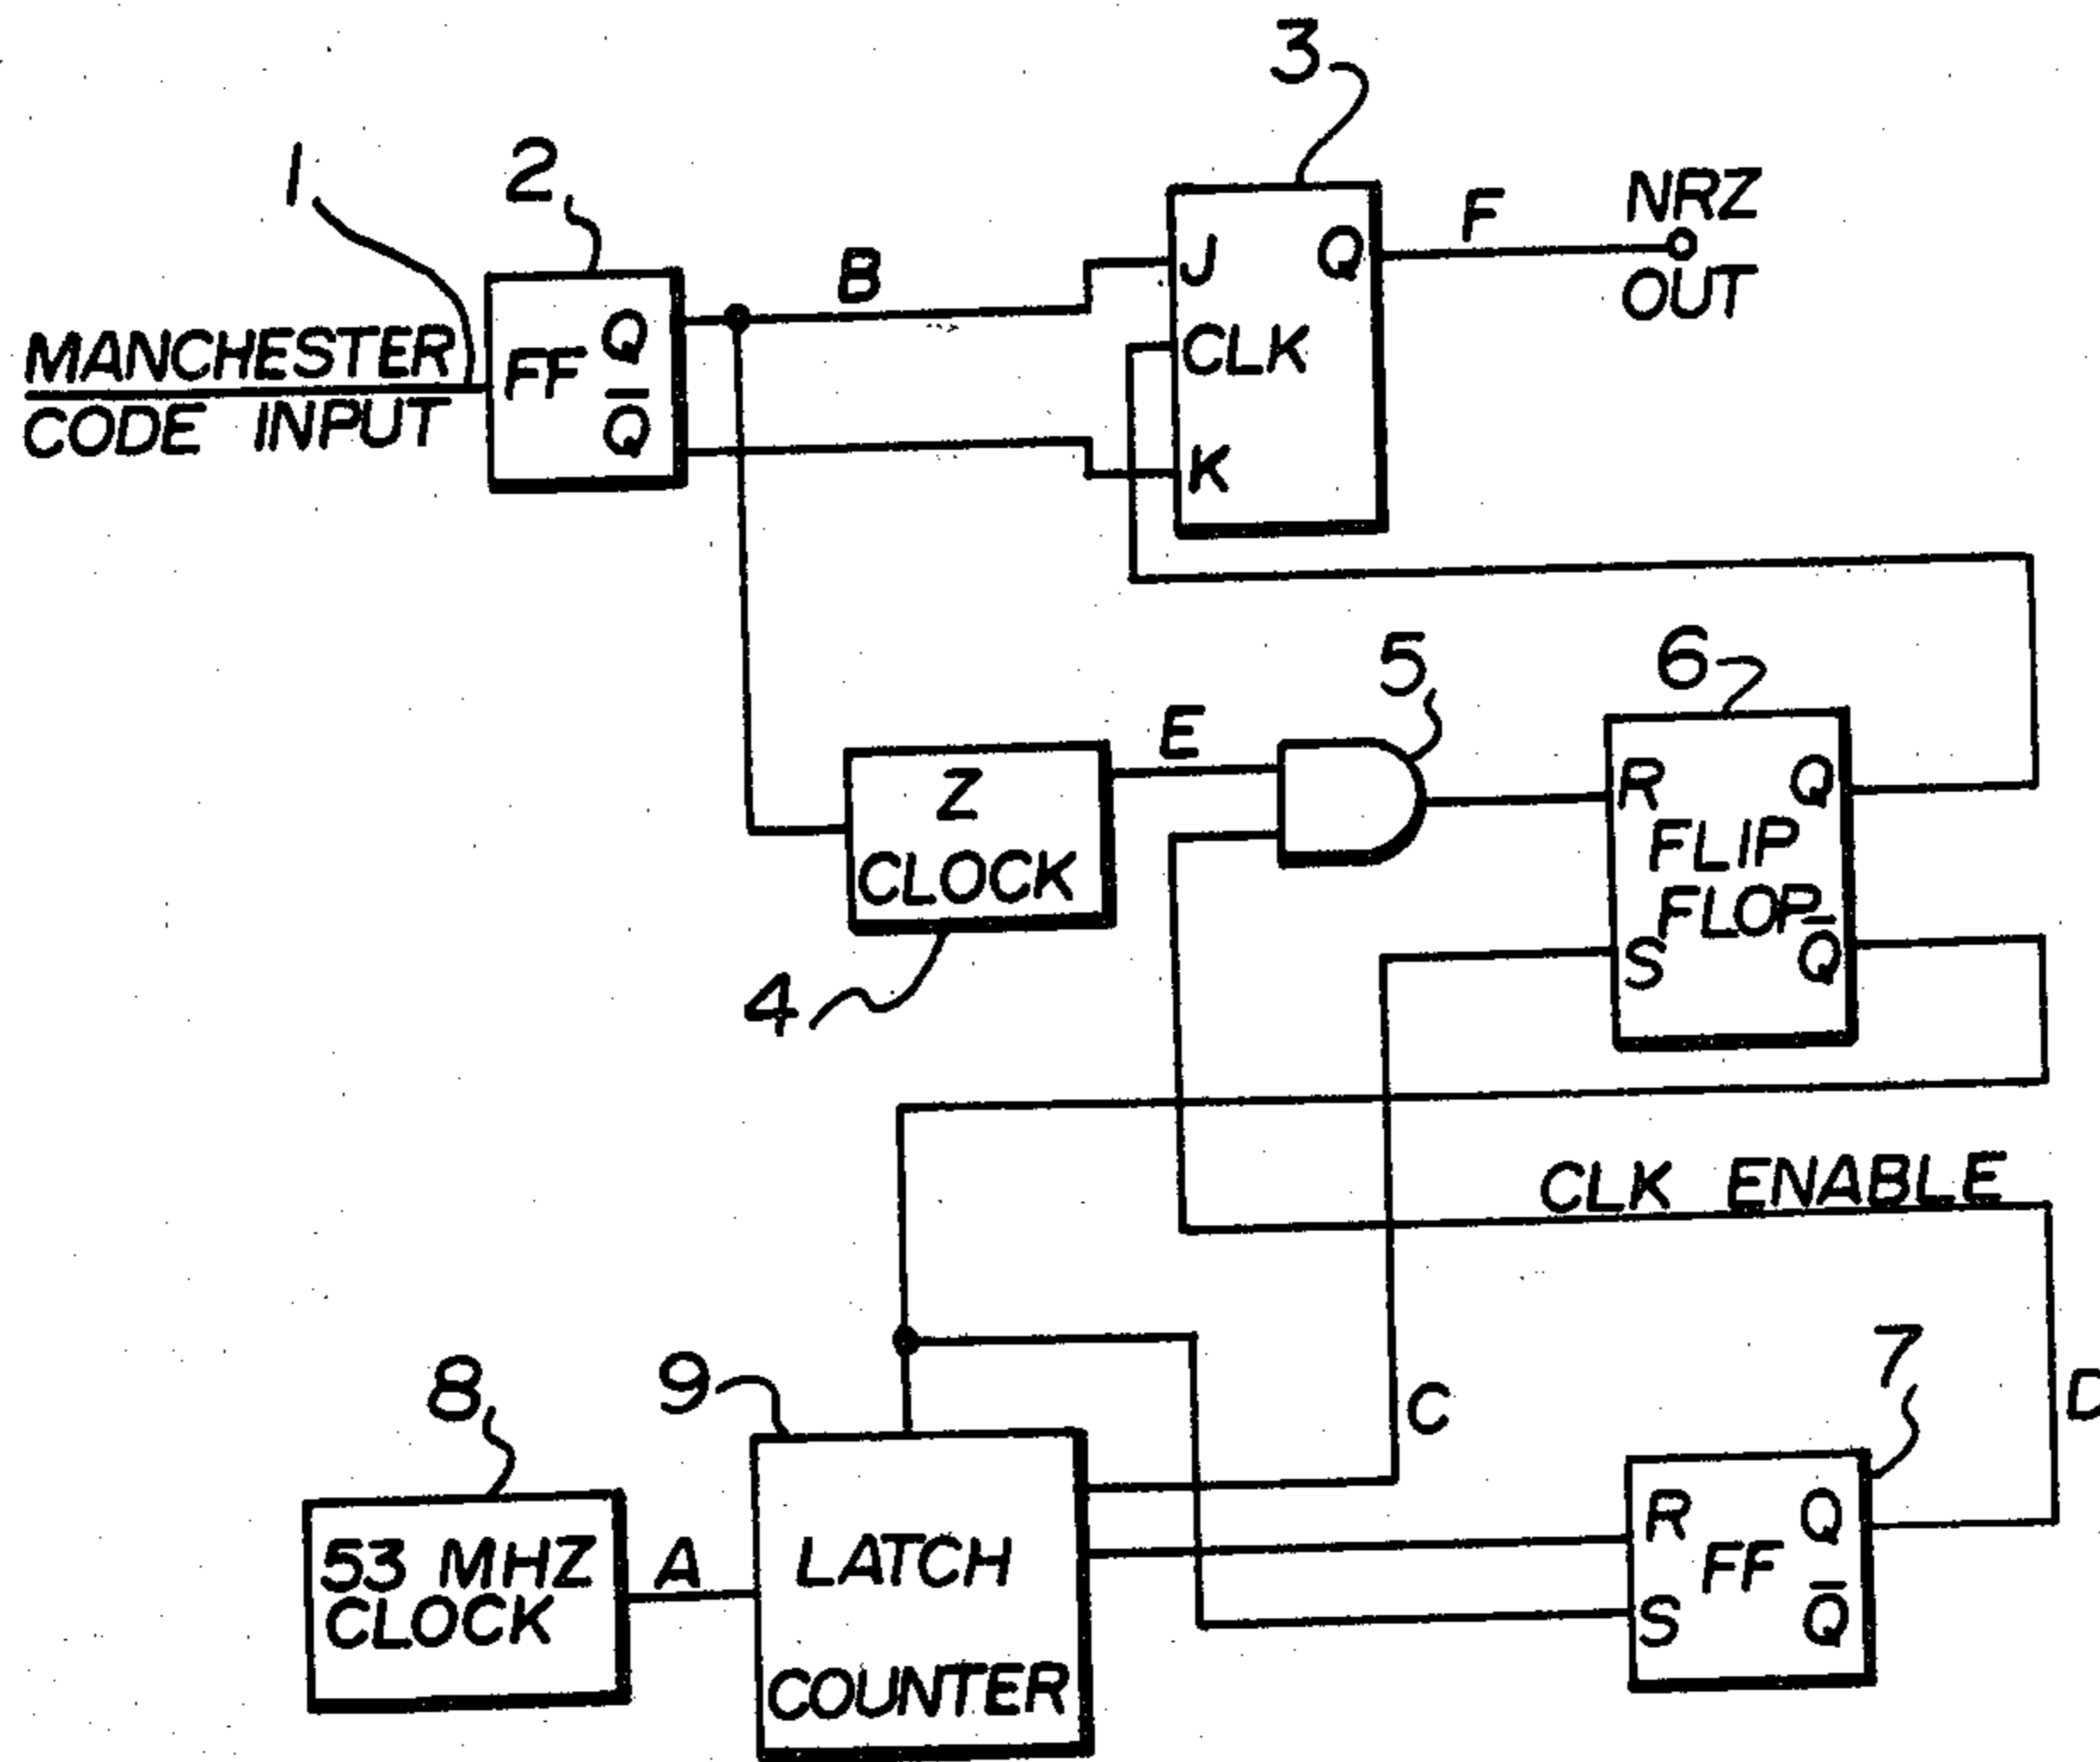 3
1
2
MANCHESTER
CODE INPUT
FF Q
Q̅
B
J Q
CLK
K
F
NRZ
OUT
5
6
E
Z
CLOCK
4
R Q
FLIP
FLOP
S Q̅
CLK ENABLE
8
9
C
7
D
53 MHZ
CLOCK
A
LATCH
COUNTER
R Q
FF
S Q̅